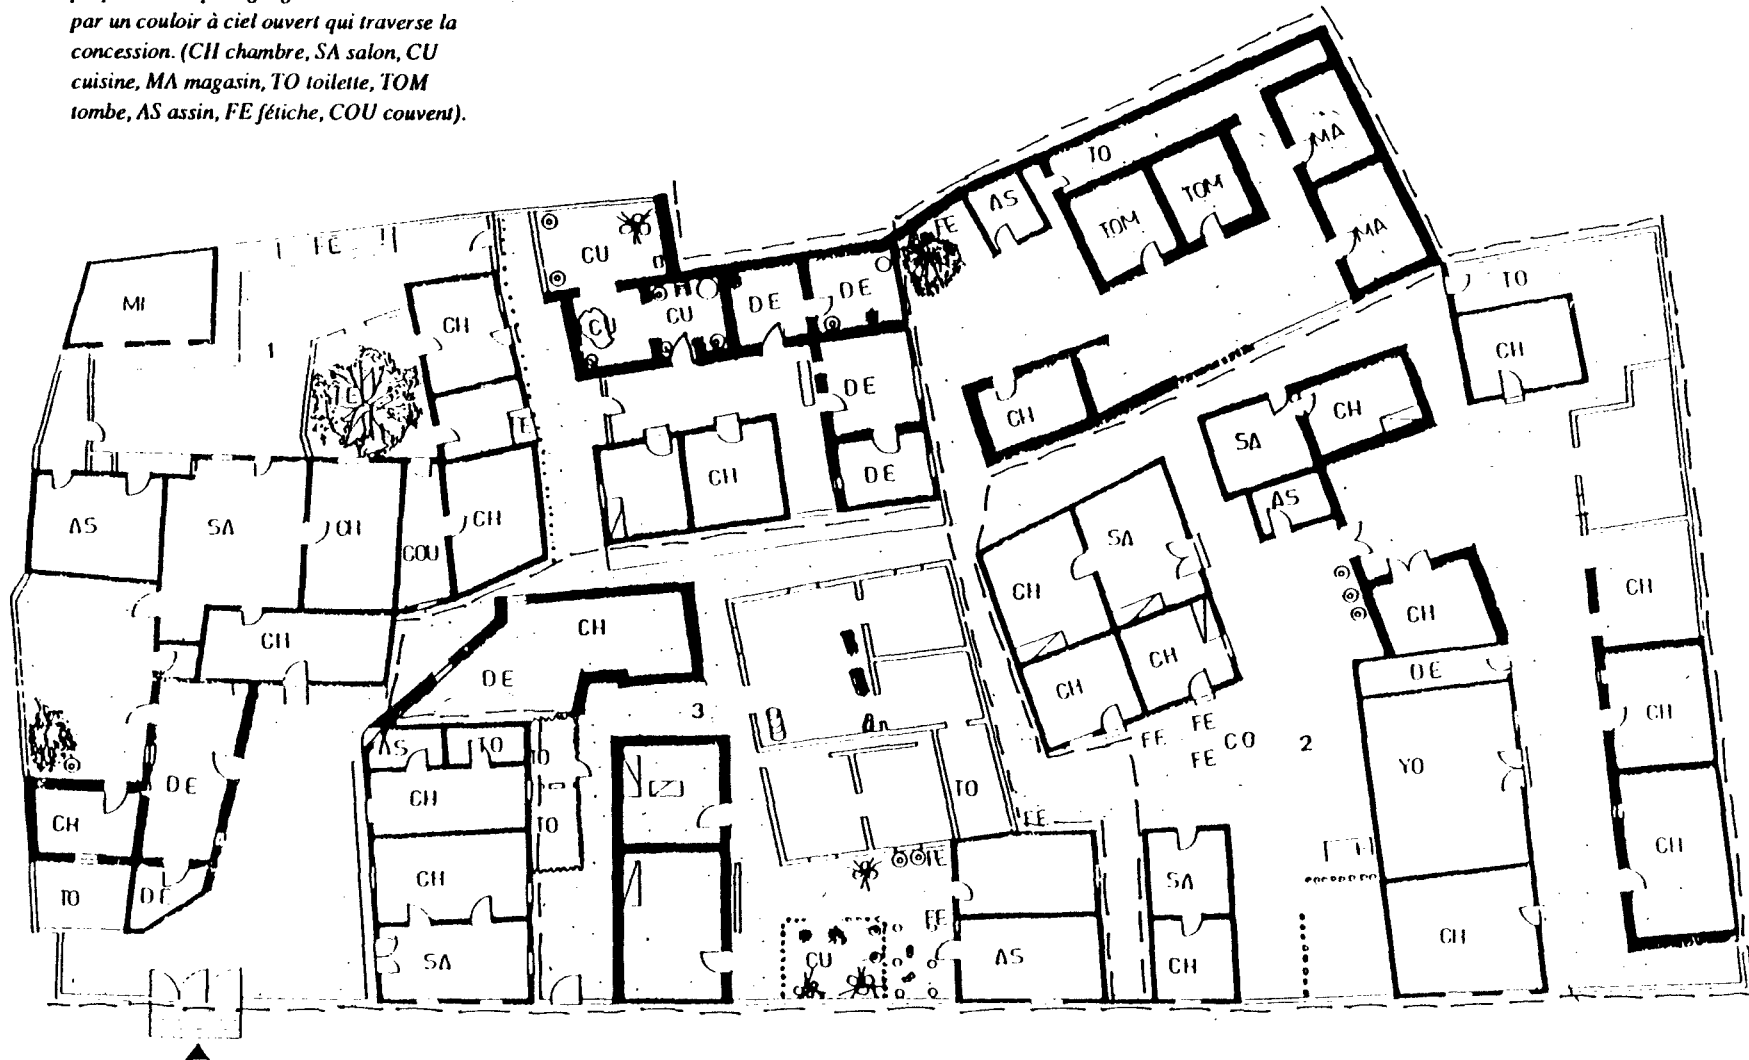 par un couloir à ciel ouvert qui traverse la
concession. (CH chambre, SA salon, CU
cuisine, MA magasin, TO toilette, TOM
tombe, AS assin, FE fétiche, COU couvent).
MA
TO
AS
TOM
TOM
FE
MA
FE
CU
TO
MI
CH
CU
CU
DE
DE
1
CH
DE
CH
CH
SA
CH
DE
AS
AS
SA
CH
CH
COU
SA
CH
CH
CH
CH
CH
DE
CH
CH
DE
3
CH
FE
FE
FE
CO
2
AS
TO
TO
YO
DE
CH
TO
CH
TO
FE
CH
CH
FE
SA
TO
DE
FE
CH
SA
CU
AS
CH
CH